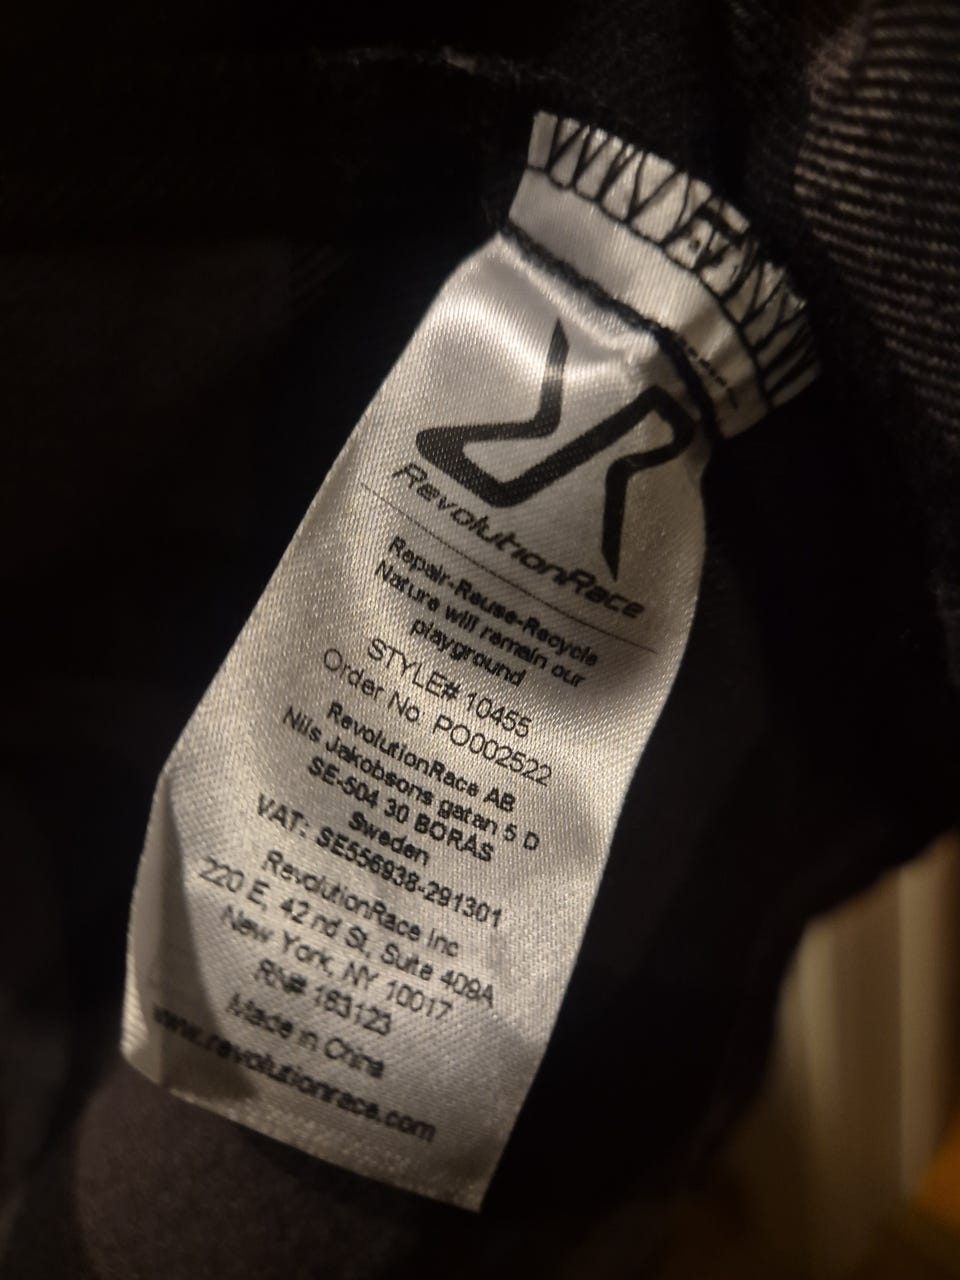 RevolutionRace
Repair-Reuse-Recycle
Nature will remain our
playground
STYLE# 10455
Order No. PO002522
RevolutionRace AB
Nils Jakobsons gatan 5 D
SE-504 30 BORAS
Sweden
VAT: SE556938-291301
RevolutionRace Inc
220 E, 42 nd St, Suite 409A
New York, NY 10017
RN# 163123
Made in China
www.revolutionrace.com